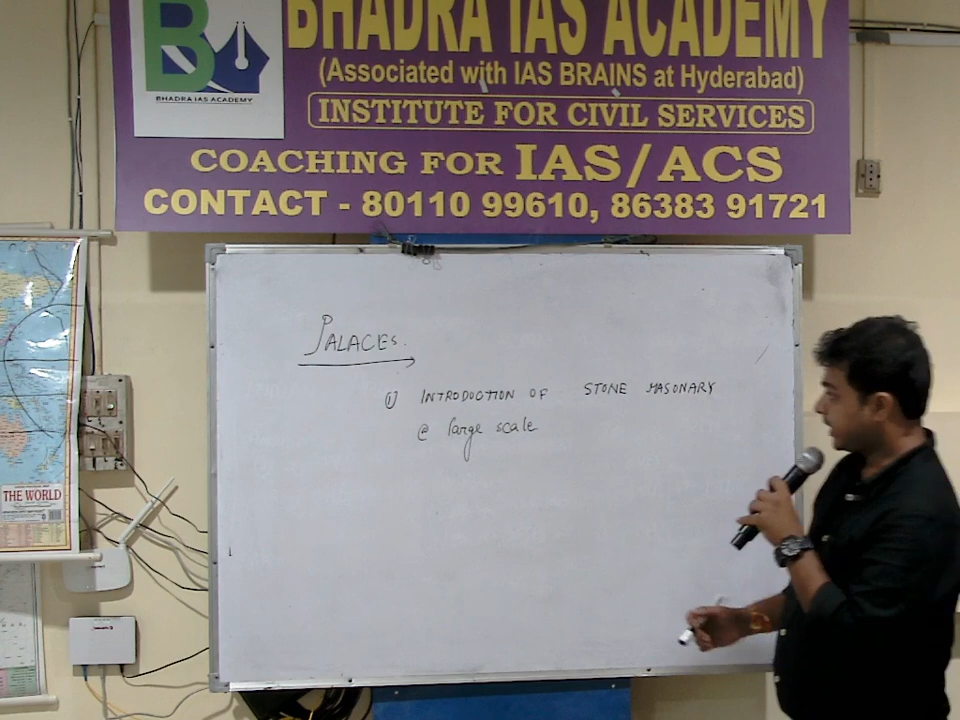 BHADRA IAS ACADEMY
B
BHADRA IAS ACADEMY
(Associated with IAS BRAINS at Hyderabad)
INSTITUTE FOR CIVIL SERVICES
COACHING FOR IAS/ACS
CONTACT - 80110 99610, 86383 91721
PALACES.
1) INTRODUCTION OF STONE MASONARY
@ large scale
THE WORLD